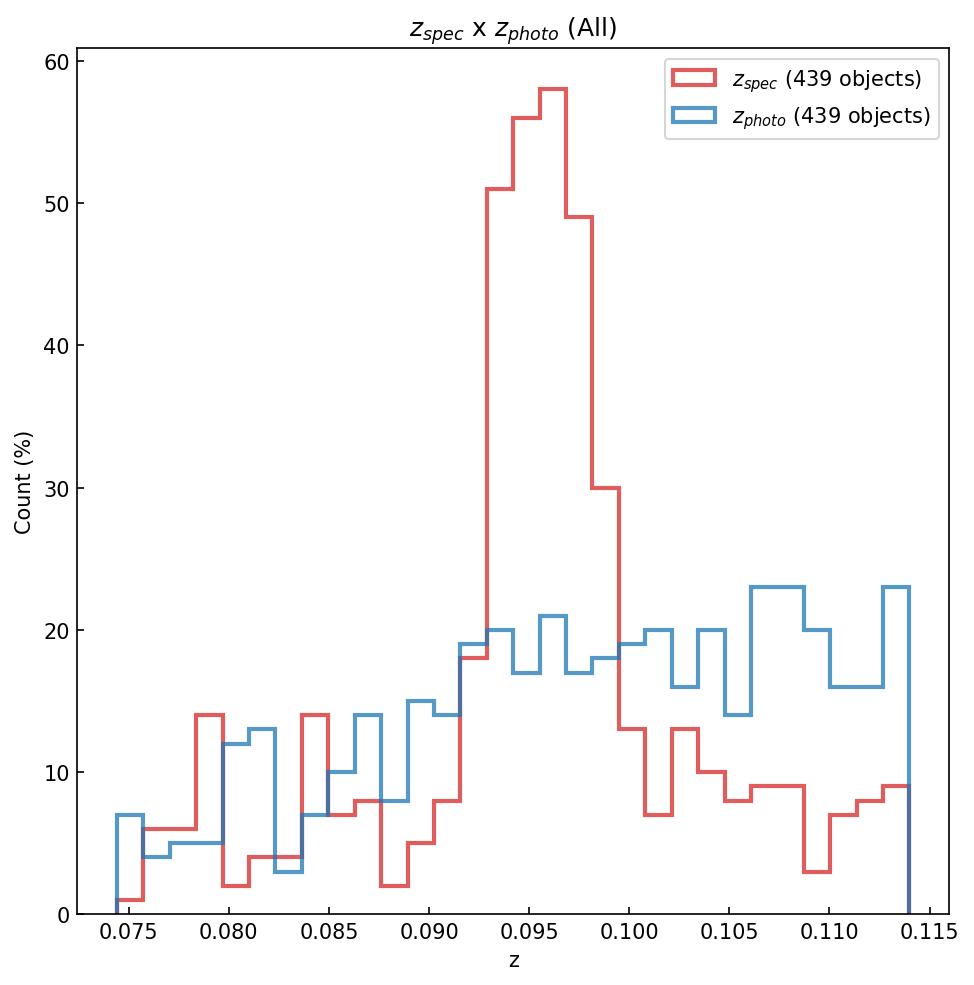 z_spec x z_photo (All)
z_spec (439 objects)
z_photo (439 objects)
Count (%)
60
50
40
30
20
10
0
0.075 0.080 0.085 0.090 0.095 0.100 0.105 0.110 0.115
z